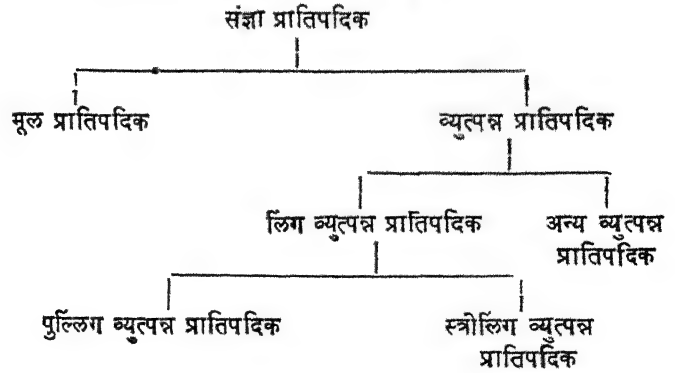 संज्ञा प्रातिपदिक
मूल प्रातिपदिक व्युत्पन्न प्रातिपदिक
लिंग व्युत्पन्न प्रातिपदिक अन्य व्युत्पन्न
प्रातिपदिक
पुल्लिग व्युत्पन्न प्रातिपदिक स्त्रोलिंग व्युत्पन्न
प्रातिपदिक